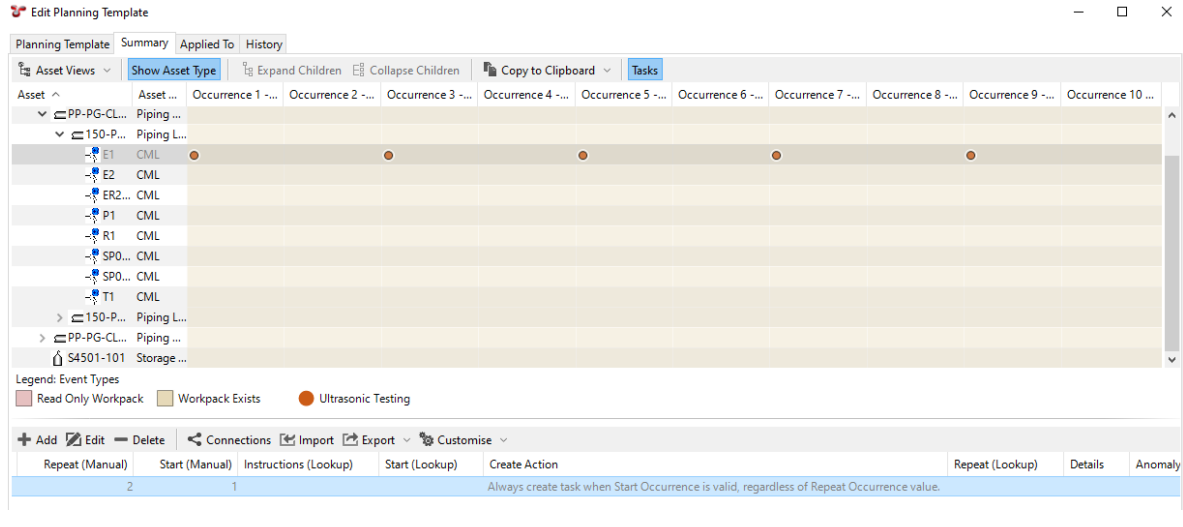 Edit Planning Template
Planning Template Summary Applied To History
Asset Views Show Asset Type Expand Children Collapse Children Copy to Clipboard Tasks
Asset Asset ... Occurrence 1 -... Occurrence 2 -... Occurrence 3 -... Occurrence 4 -... Occurrence 5 -... Occurrence 6 -... Occurrence 7 -... Occurrence 8 -... Occurrence 9 -... Occurrence 10 ...
PP-PG-CL... Piping ...
150-P... Piping L...
E1 CML
E2 CML
ER2... CML
P1 CML
R1 CML
SP0... CML
SP0... CML
T1 CML
150-P... Piping L...
PP-PG-CL... Piping ...
S4501-101 Storage ...
Legend: Event Types
Read Only Workpack Workpack Exists Ultrasonic Testing
Add Edit Delete Connections Import Export Customise
Repeat (Manual) Start (Manual) Instructions (Lookup) Start (Lookup) Create Action Repeat (Lookup) Details Anomaly
2 1 Always create task when Start Occurrence is valid, regardless of Repeat Occurrence value.